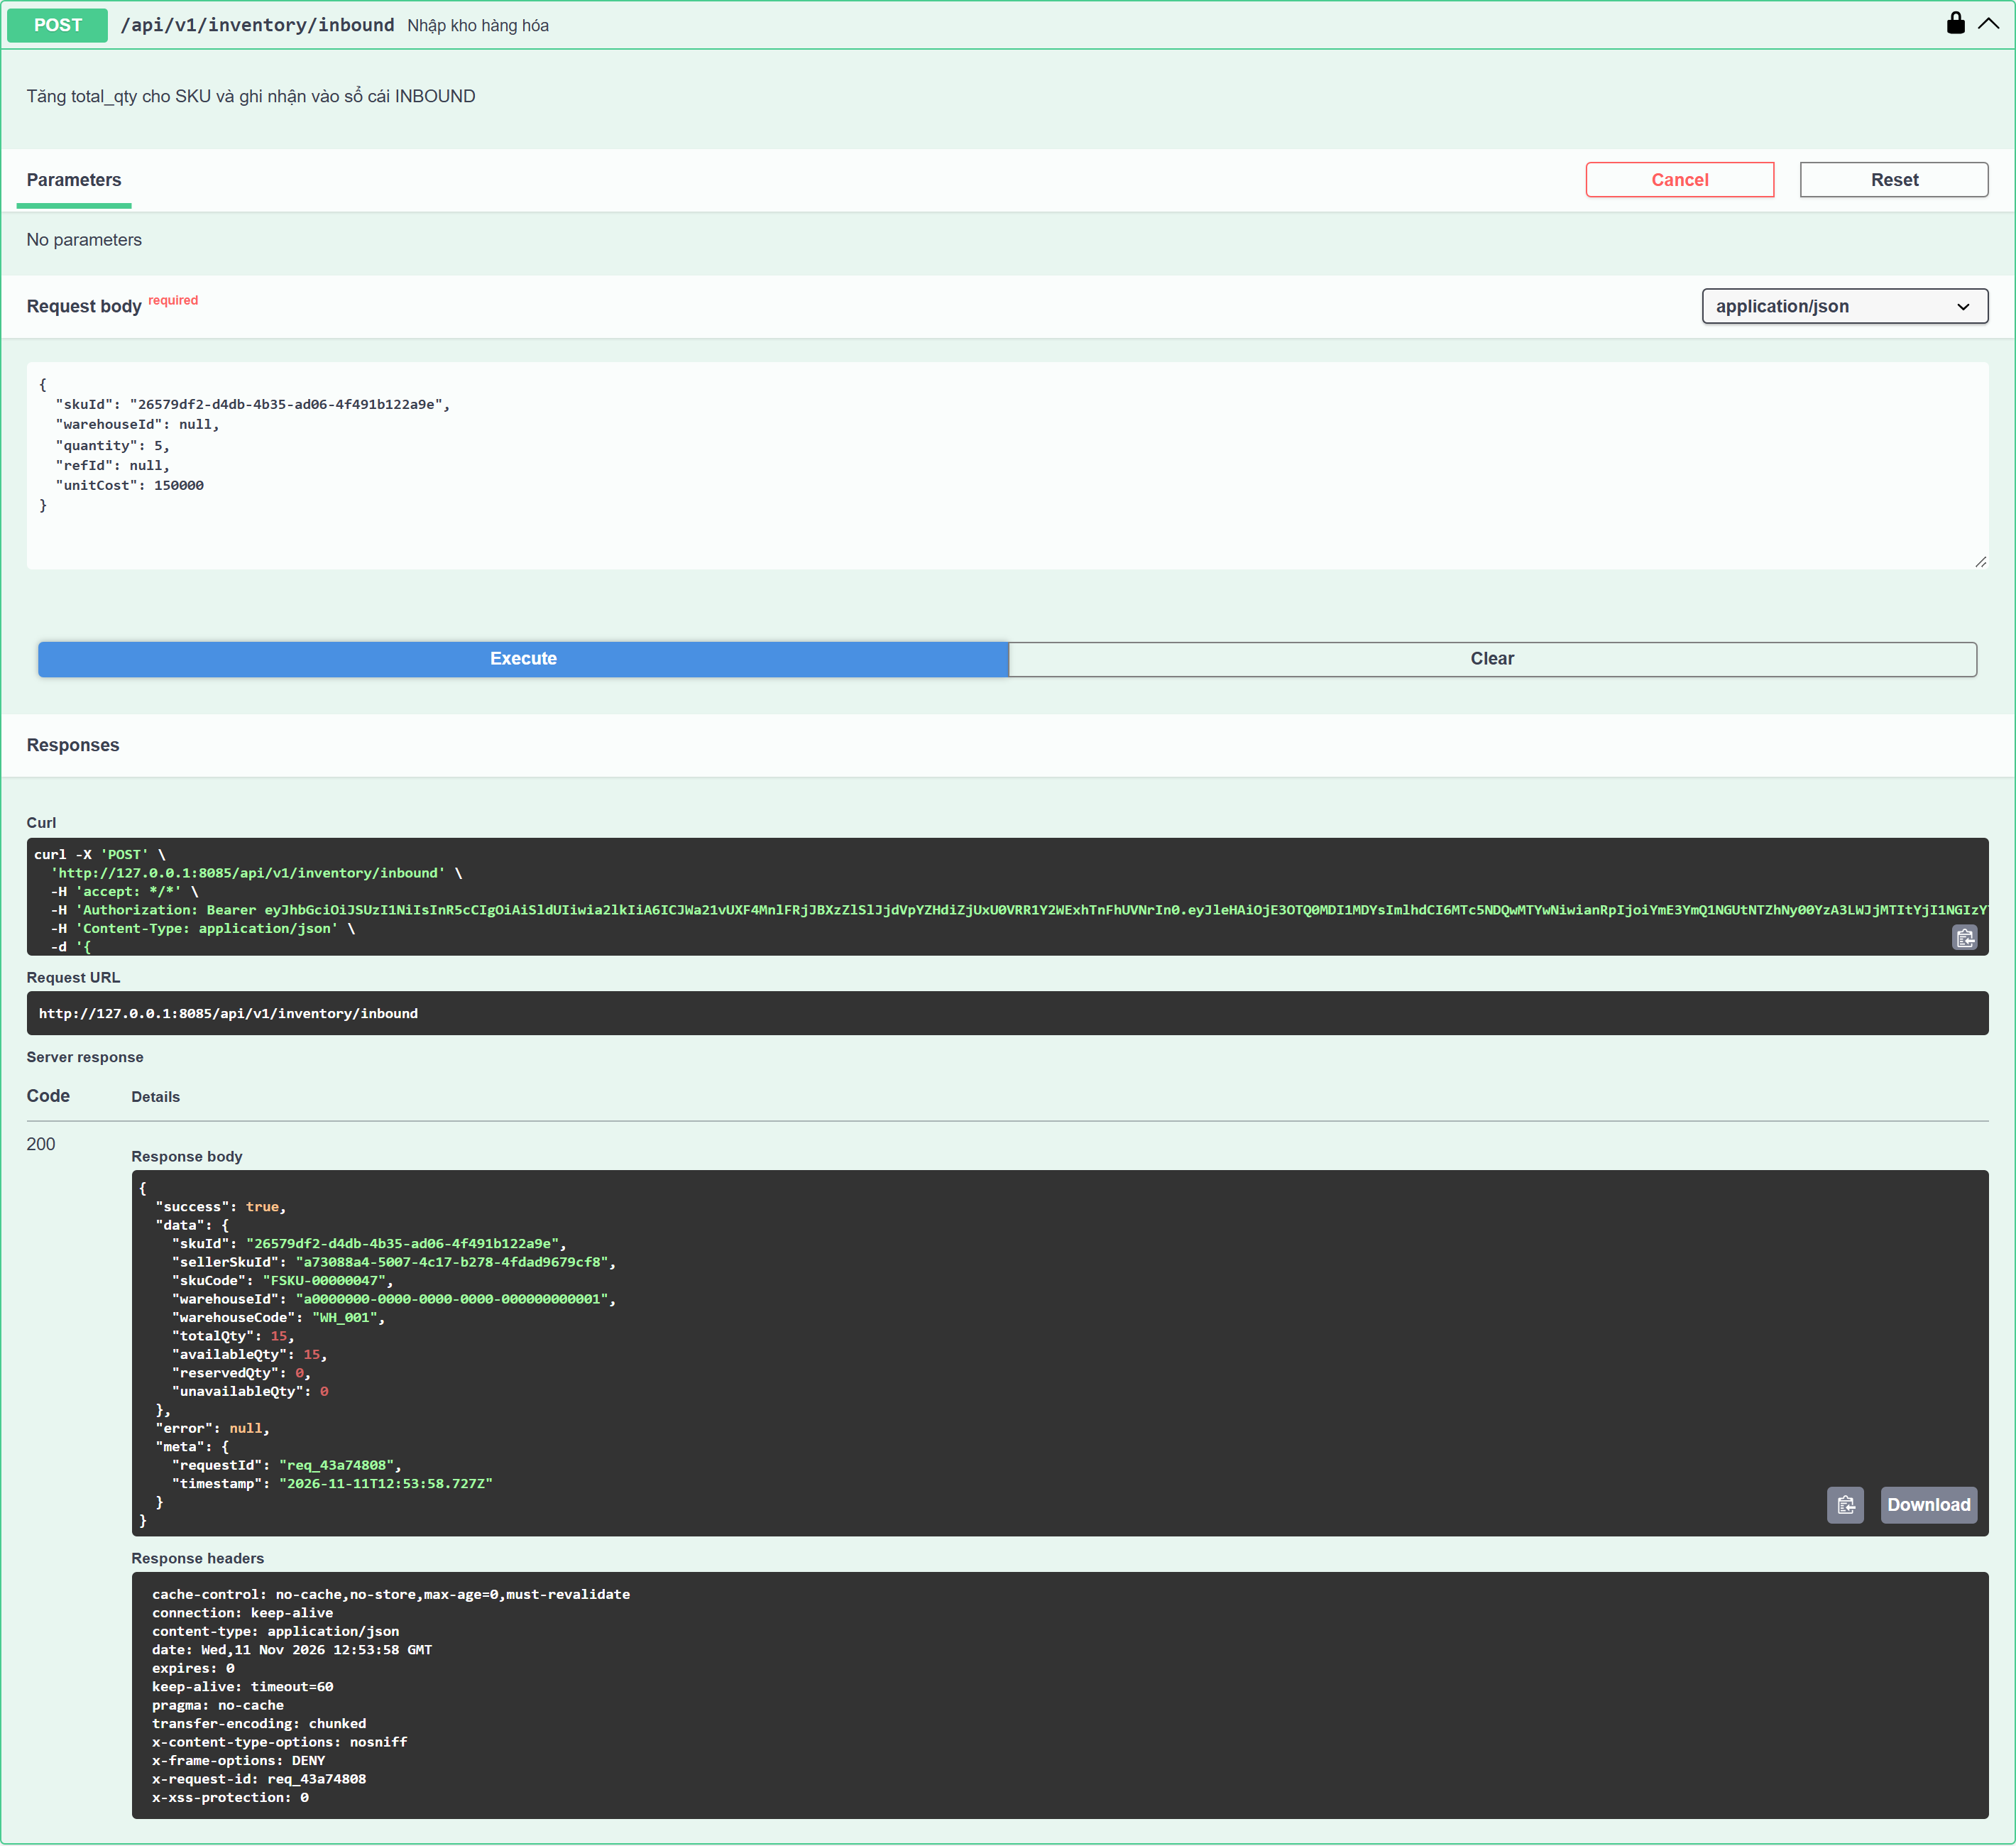 POST /api/v1/inventory/inbound Nhập kho hàng hóa
Tăng total_qty cho SKU và ghi nhận vào sổ cái INBOUND
Parameters
Cancel
Reset
No parameters
Request body required
application/json
{
  "skuId": "26579df2-d4db-4b35-ad06-4f491b122a9e",
  "warehouseId": null,
  "quantity": 5,
  "refId": null,
  "unitCost": 150000
}
Execute
Clear
Responses
Curl
curl -X 'POST' \
  'http://127.0.0.1:8085/api/v1/inventory/inbound' \
  -H 'accept: */*' \
  -H 'Authorization: Bearer
  -H 'Content-Type: application/json' \
  -d '{
Request URL
http://127.0.0.1:8085/api/v1/inventory/inbound
Server response
Code Details
200
Response body
{
  "success": true,
  "data": {
    "skuId": "26579df2-d4db-4b35-ad06-4f491b122a9e",
    "sellerSkuId": "a73088a4-5007-4c17-b278-4fdad9679cf8",
    "skuCode": "FSKU-00000047",
    "warehouseId": "a0000000-0000-0000-0000-000000000001",
    "warehouseCode": "WH_001",
    "totalQty": 15,
    "availableQty": 15,
    "reservedQty": 0,
    "unavailableQty": 0
  },
  "error": null,
  "meta": {
    "requestId": "req_43a74808",
    "timestamp": "2026-11-11T12:53:58.727Z"
  }
}
Download
Response headers
cache-control: no-cache,no-store,max-age=0,must-revalidate
connection: keep-alive
content-type: application/json
date: Wed,11 Nov 2026 12:53:58 GMT
expires: 0
keep-alive: timeout=60
pragma: no-cache
transfer-encoding: chunked
x-content-type-options: nosniff
x-frame-options: DENY
x-request-id: req_43a74808
x-xss-protection: 0